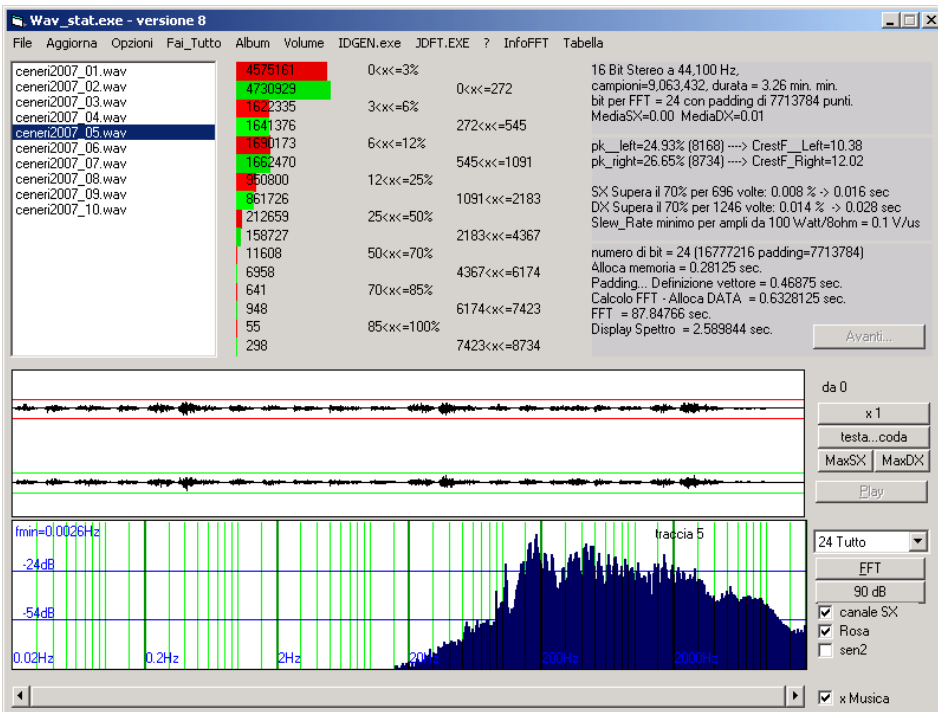 Wav_stat.exe - versione 8
File Aggiorna Opzioni Fai_Tutto Album Volume IDGEN.exe JDFT.EXE ? InfoFFT Tabella
ceneri2007_01.wav
ceneri2007_02.wav
ceneri2007_03.wav
ceneri2007_04.wav
ceneri2007_05.wav
ceneri2007_06.wav
ceneri2007_07.wav
ceneri2007_08.wav
ceneri2007_09.wav
ceneri2007_10.wav
4575161 0<x<=3%
4730929 0<x<=272
1622335 3<x<=6%
1641376 272<x<=545
1690173 6<x<=12%
1662470 545<x<=1091
950800 12<x<=25%
861726 1091<x<=2183
212659 25<x<=50%
158727 2183<x<=4367
11608 50<x<=70%
6958 4367<x<=6174
641 70<x<=85%
948 6174<x<=7423
55 85<x<=100%
298 7423<x<=8734
16 Bit Stereo a 44,100 Hz,
campioni=9,063,432, durata = 3.26 min. min.
bit per FFT = 24 con padding di 7713784 punti.
MediaSX=0.00 MediaDX=0.01
pk__left=24.93% (8168) ----> CrestF__Left=10.38
pk_right=26.65% (8734) ----> CrestF_Right=12.02
SX Supera il 70% per 696 volte: 0.008 % -> 0.016 sec
DX Supera il 70% per 1246 volte: 0.014 % -> 0.028 sec
Slew_Rate minimo per ampli da 100 Watt/8ohm = 0.1 V/us
numero di bit = 24 (16777216 padding=7713784)
Alloca memoria = 0.28125 sec.
Padding... Definizione vettore = 0.46875 sec.
Calcolo FFT - Alloca DATA = 0.6328125 sec.
FFT = 87.84766 sec.
Display Spettro = 2.589844 sec.
Avanti...
da 0
x 1
testa...coda
MaxSX MaxDX
Play
fmin=0.0026Hz
traccia 5
-24dB
-54dB
0.02Hz 0.2Hz 2Hz 20Hz 200Hz 2000Hz
24 Tutto
FFT
90 dB
canale SX
Rosa
sen2
x Musica